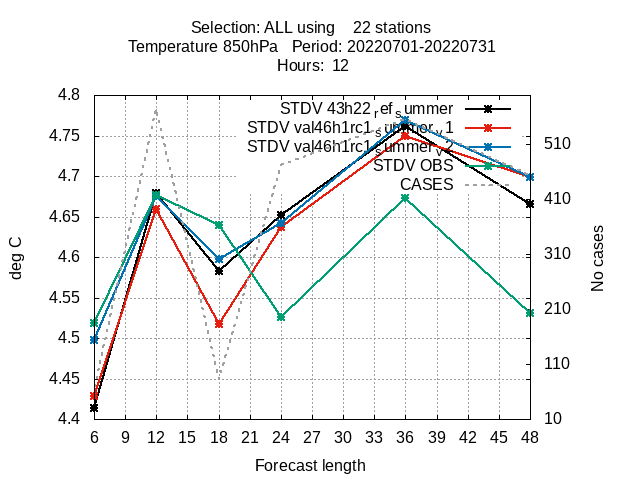 Selection: ALL using 22 stations
Temperature 850hPa Period: 20220701-20220731
Hours: 12
STDV 43h22_ref_summer
STDV val46h1rc1_summer_v1
STDV val46h1rc1_summer_v2
STDV OBS
CASES
4.8
4.75
4.7
4.65
4.6
4.55
4.5
4.45
4.4
deg C
510
410
310
210
110
10
No cases
6 9 12 15 18 21 24 27 30 33 36 39 42 45 48
Forecast length